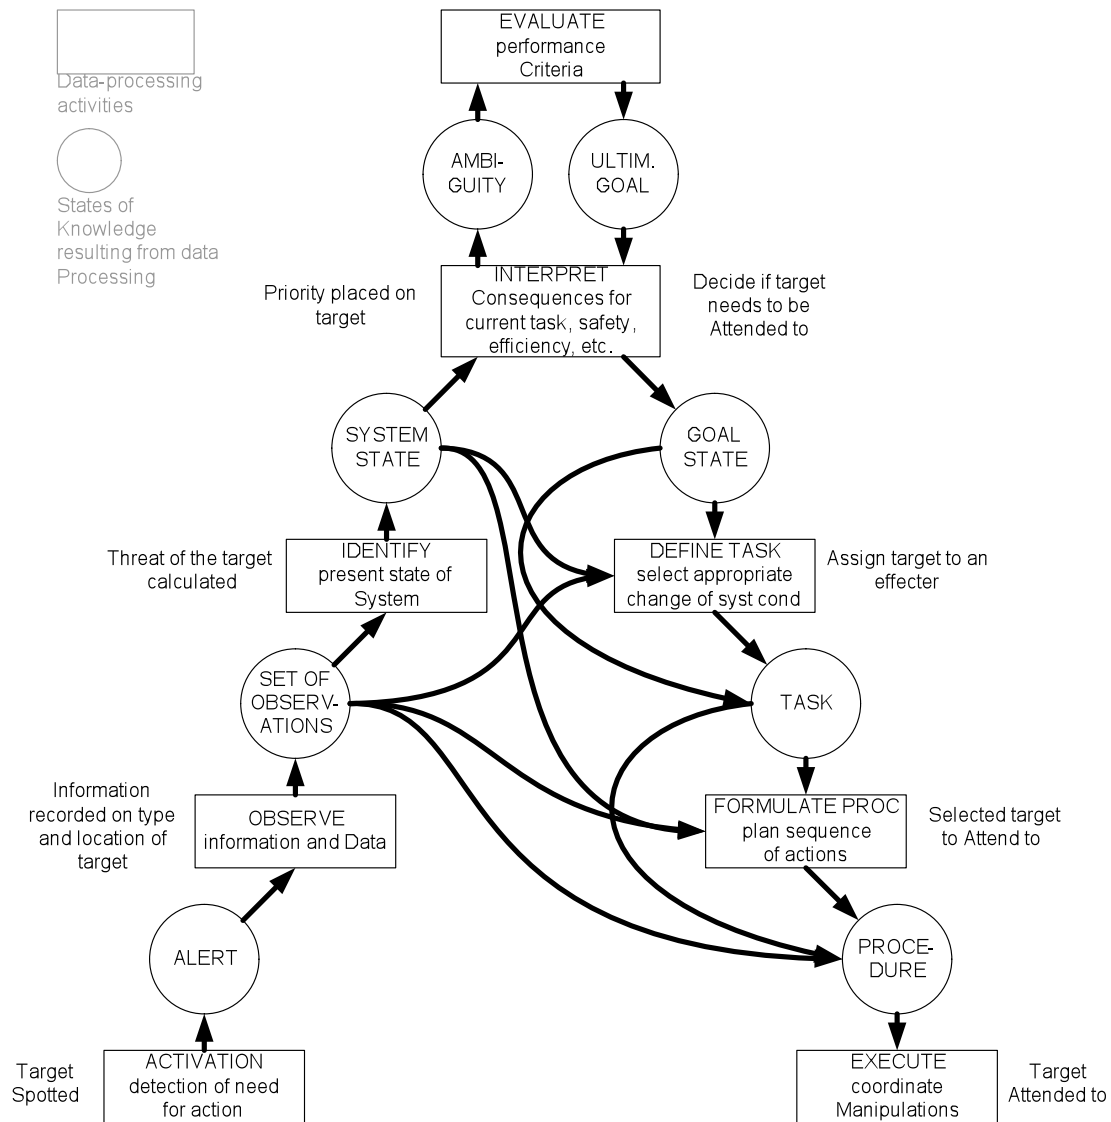 EVALUATE
performance
Criteria
Data-processing
activities
AMBI-
GUITY
ULTIM.
GOAL
States of
Knowledge
resulting from data
Processing
Priority placed on
target
INTERPRET
Consequences for
current task, safety,
efficiency, etc.
Decide if target
needs to be
Attended to
SYSTEM
STATE
GOAL
STATE
Threat of the target
calculated
IDENTIFY
present state of
System
DEFINE TASK
select appropriate
change of syst cond
Assign target to an
effecter
SET OF
OBSERV-
ATIONS
TASK
Information
recorded on type
and location of
target
OBSERVE
information and Data
FORMULATE PROC
plan sequence
of actions
Selected target
to Attend to
ALERT
PROCE-
DURE
Target
Spotted
ACTIVATION
detection of need
for action
EXECUTE
coordinate
Manipulations
Target
Attended to